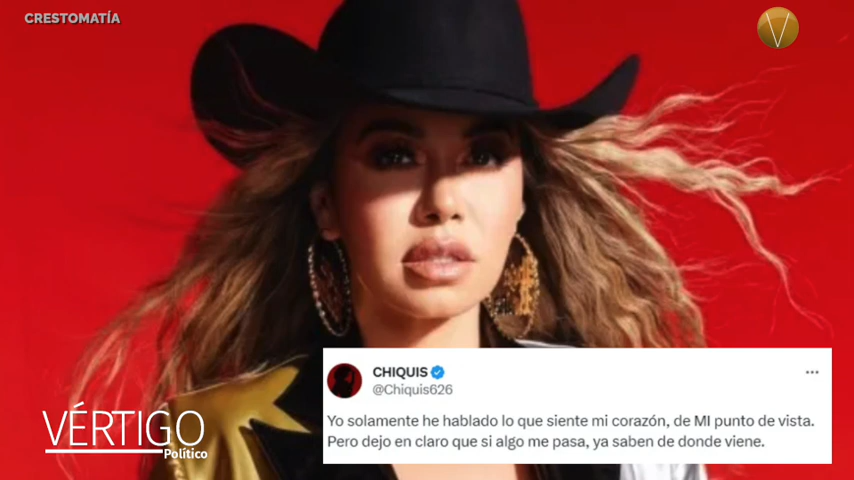 CRESTOMATÍA
V
CHIQUIS
@Chiquis626
Yo solamente he hablado lo que siente mi corazón, de MI punto de vista.
Pero dejo en claro que si algo me pasa, ya saben de donde viene.
VÉRTIGO
Político